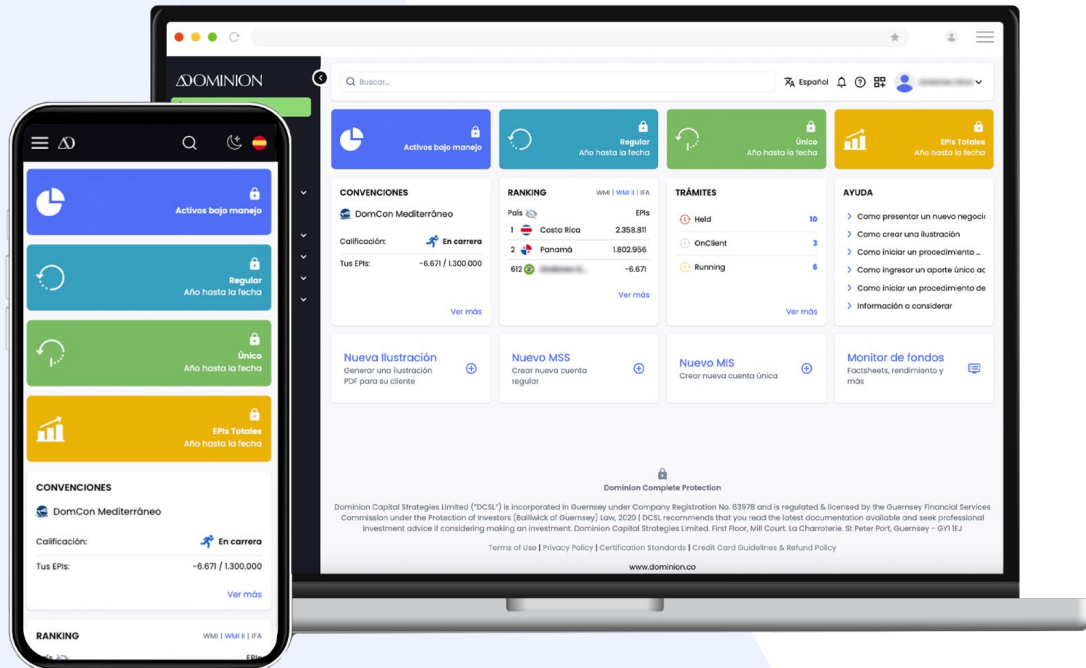 DOMINION
Buscar...
Español
Activos bajo manejo
Regular
Año hasta la fecha
Único
Año hasta la fecha
EPIs Totales
Año hasta la fecha
CONVENCIONES
DomCon Mediterráneo
Calificación: En carrera
Tus EPIs: -6.671 / 1.300.000
Ver más
RANKING WMI | WMI II | IFA
País EPIs
1 Costa Rica 2.358.811
2 Panamá 1.802.956
612 -6.671
Ver más
TRÁMITES
Held 10
OnClient 3
Running 6
Ver más
AYUDA
Como presentar un nuevo negocio
Como crear una ilustración
Como iniciar un procedimiento ...
Como ingresar un aporte único ac
Como iniciar un procedimiento de
Información a considerar
Nueva Ilustración
Generar una ilustración
PDF para su cliente
Nuevo MSS
Crear nueva cuenta
regular
Nuevo MIS
Crear nueva cuenta única
Monitor de fondos
Factsheets, rendimiento y
más
Dominion Complete Protection
Dominion Capital Strategies Limited ("DCSL") is incorporated in Guernsey under Company Registration No. 63978 and is regulated & licensed by the Guernsey Financial Services
Commission under the Protection of Investors (Bailiwick of Guernsey) Law, 2020 | DCSL recommends that you read the latest documentation available and seek professional
investment advice if considering making an investment. Dominion Capital Strategies Limited. First Floor, Mill Court. La Charroterie. St Peter Port, Guernsey - GY1 1EJ
Terms of Use | Privacy Policy | Certification Standards | Credit Card Guidelines & Refund Policy
www.dominion.co
Activos bajo manejo
Regular
Año hasta la fecha
Único
Año hasta la fecha
EPIs Totales
Año hasta la fecha
CONVENCIONES
DomCon Mediterráneo
Calificación: En carrera
Tus EPIs: -6.671 / 1.300.000
Ver más
RANKING WMI | WMI II | IFA
País EPIs